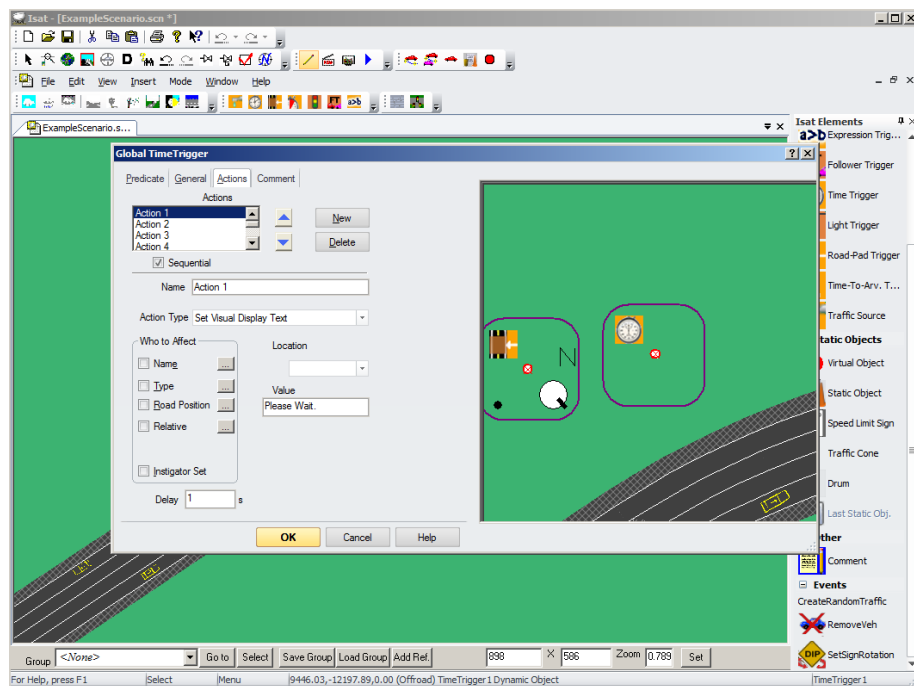 Isat - [ExampleScenario.scn *]
File Edit View Insert Mode Window Help
ExampleScenario.s...
Global TimeTrigger
Predicate General Actions Comment
Actions
Action 1
Action 2
Action 3
Action 4
New
Delete
Sequential
Name Action 1
Action Type Set Visual Display Text
Who to Affect
Name ...
Type ...
Road Position ...
Relative ...
Instigator Set
Location
Value
Please Wait.
Delay 1 s
OK Cancel Help
N
Isat Elements
a>b Expression Trig...
Follower Trigger
Time Trigger
Light Trigger
Road-Pad Trigger
Time-To-Arv. T...
Traffic Source
tatic Objects
Virtual Object
Static Object
Speed Limit Sign
Traffic Cone
Drum
Last Static Obj.
ther
Comment
Events
CreateRandomTraffic
RemoveVeh
DIP SetSignRotation
Group <None> Go to Select Save Group Load Group Add Ref. 898 X 586 Zoom 0.789 Set
For Help, press F1 Select Menu 9446.03,-12197.89,0.00 (Offroad) TimeTrigger1 Dynamic Object TimeTrigger1